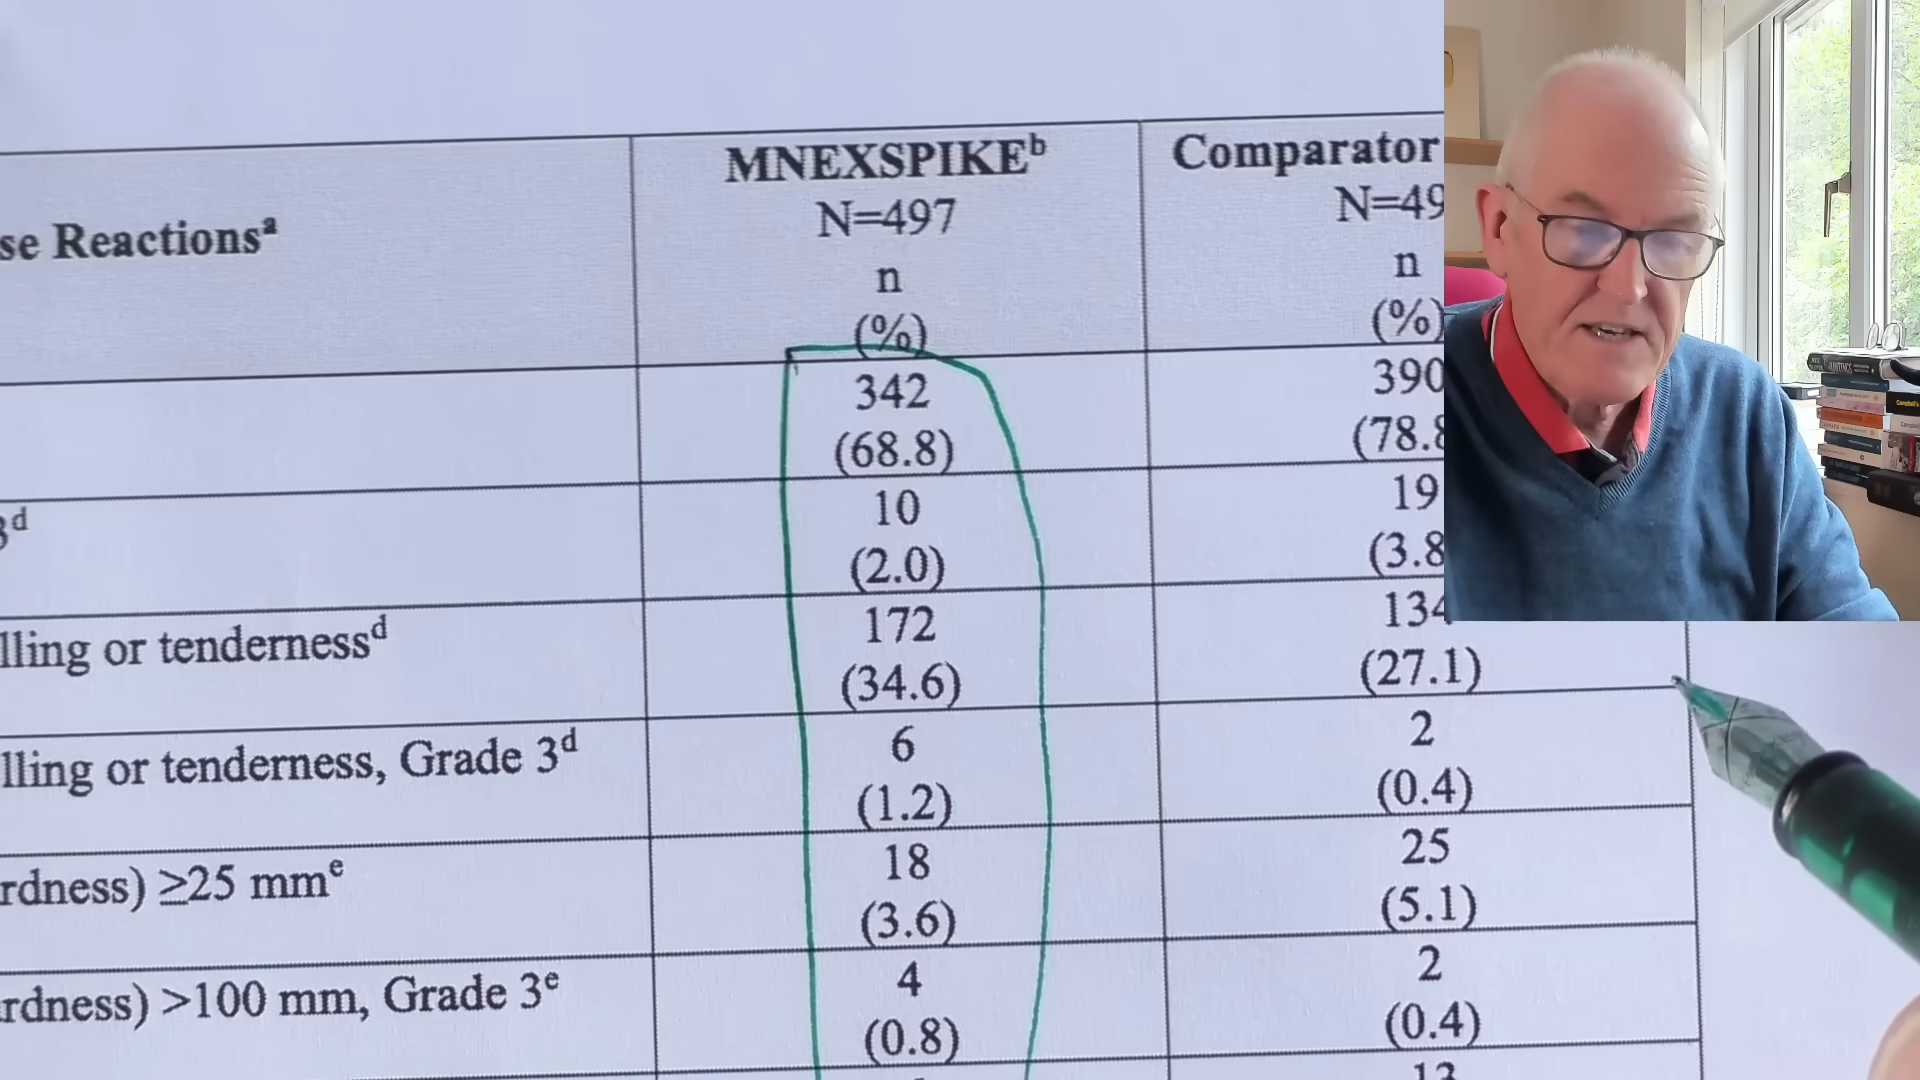 MNEXSPIKEᵇ
Comparator
N=497
N=49
se Reactionsᵃ
n
n
(%)
(%)
342
390
(68.8)
(78.8
10
19
3ᵈ
(2.0)
(3.8
172
134
lling or tendernessᵈ
(34.6)
(27.1)
6
2
lling or tenderness, Grade 3ᵈ
(1.2)
(0.4)
18
25
rdness) ≥25 mmᵉ
(3.6)
(5.1)
4
2
rdness) >100 mm, Grade 3ᵉ
(0.8)
(0.4)
13